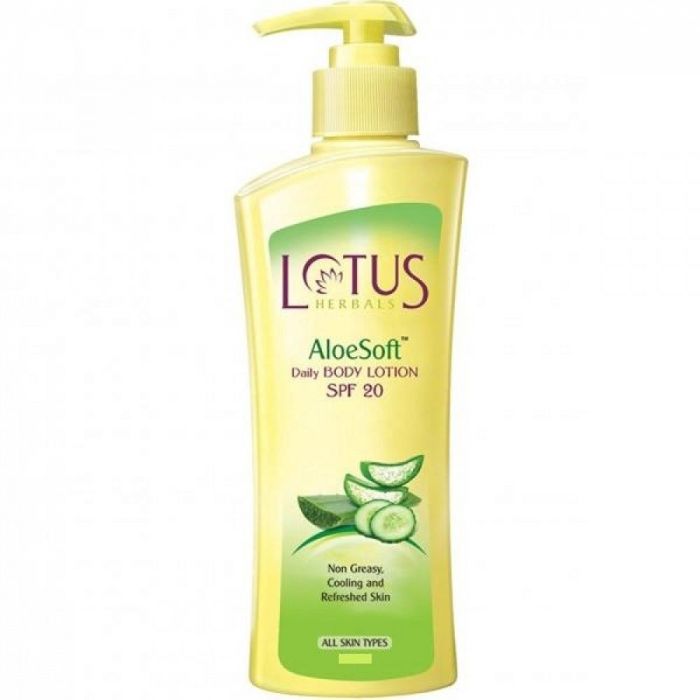 LOTUS
HERBALS
AloeSoft™
Daily BODY LOTION
SPF 20
Non Greasy,
Cooling and
Refreshed Skin
ALL SKIN TYPES